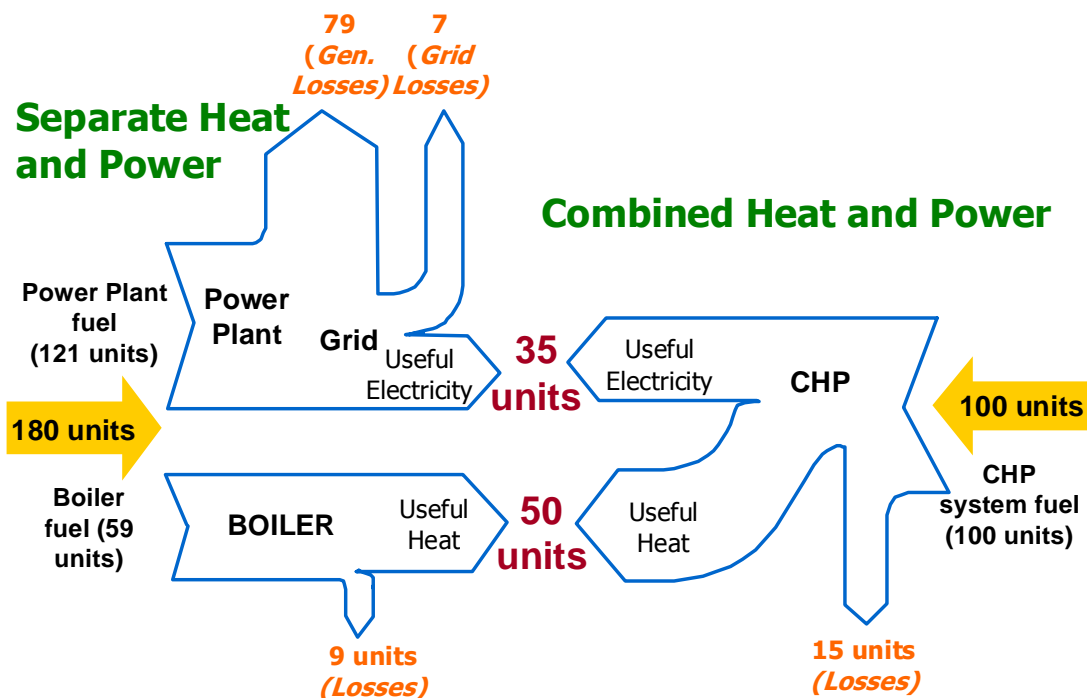 79
(Gen.
Losses)
7
(Grid
Losses)
Separate Heat
and Power
Combined Heat and Power
Power Plant
fuel
(121 units)
Power
Plant
Grid
Useful
Electricity
35
units
Useful
Electricity
CHP
180 units
100 units
Boiler
fuel (59
units)
BOILER
Useful
Heat
50
units
Useful
Heat
CHP
system fuel
(100 units)
9 units
(Losses)
15 units
(Losses)